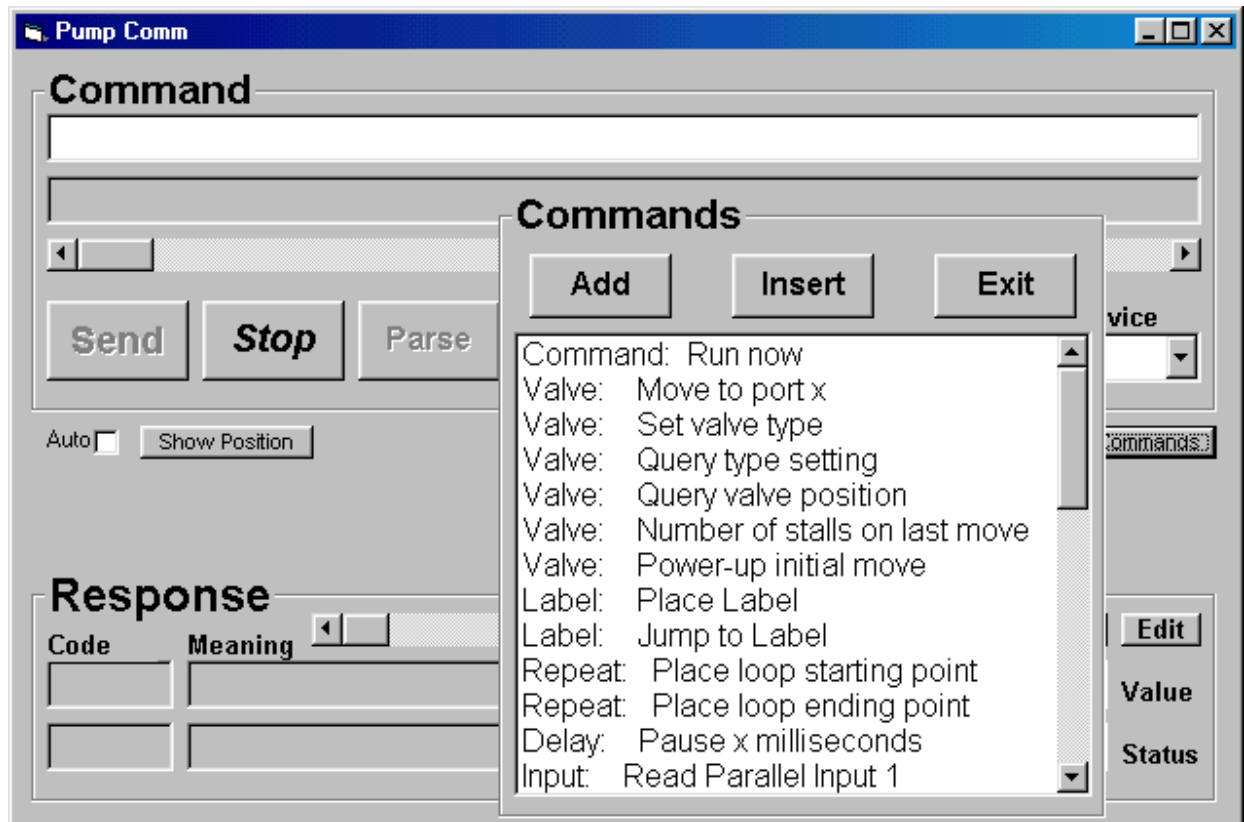 Pump Comm
Command
Commands
Add Insert Exit
Send Stop Parse
vice
Command: Run now
Valve: Move to port x
Valve: Set valve type
Valve: Query type setting
Valve: Query valve position
Valve: Number of stalls on last move
Valve: Power-up initial move
Label: Place Label
Label: Jump to Label
Repeat: Place loop starting point
Repeat: Place loop ending point
Delay: Pause x milliseconds
Input: Read Parallel Input 1
Auto Show Position
ommands
Response
Edit
Code Meaning
Value
Status